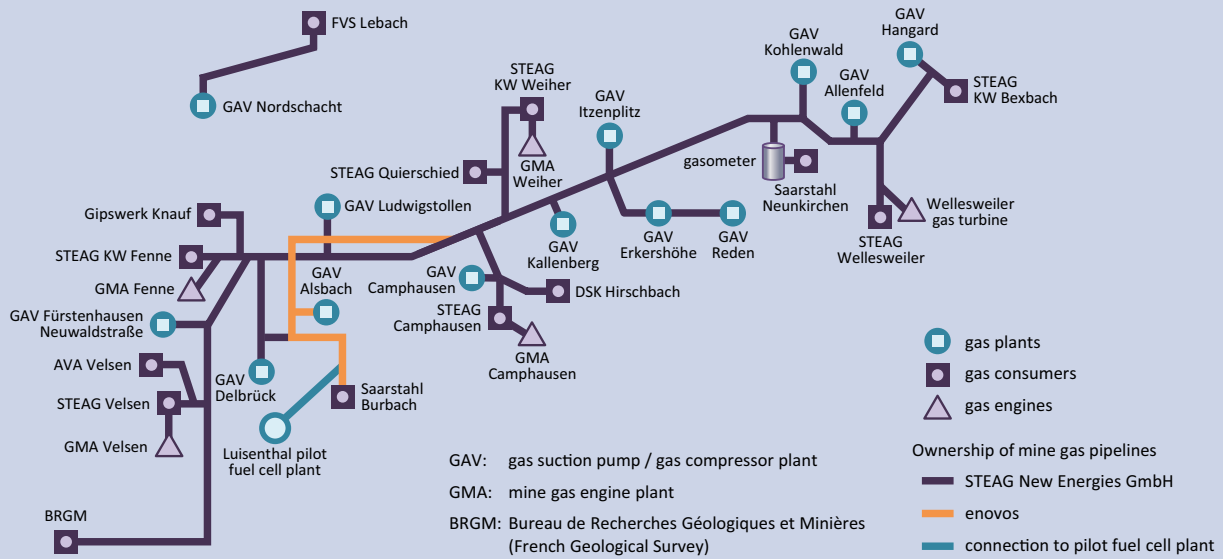 FVS Lebach
GAV Nordschacht
STEAG
KW Weiher
GMA
Weiher
STEAG Quierschied
GAV
Itzenplitz
GAV
Kohlenwald
GAV
Allenfeld
GAV
Hangard
STEAG
KW Bexbach
gasometer
Saarstahl
Neunkirchen
Wellesweiler
gas turbine
STEAG
Wellesweiler
Gipswerk Knauf
GAV Ludwigstollen
STEAG KW Fenne
GMA Fenne
GAV
Alsbach
GAV
Kallenberg
GAV
Erkershöhe
GAV
Reden
GAV
Camphausen
DSK Hirschbach
STEAG
Camphausen
GMA
Camphausen
GAV Fürstenhausen
Neuwaldstraße
AVA Velsen
STEAG Velsen
GMA Velsen
GAV
Delbrück
Saarstahl
Burbach
Luisenthal pilot
fuel cell plant
BRGM
GAV: gas suction pump / gas compressor plant
GMA: mine gas engine plant
BRGM: Bureau de Recherches Géologiques et Minières
(French Geological Survey)
gas plants
gas consumers
gas engines
Ownership of mine gas pipelines
STEAG New Energies GmbH
enovos
connection to pilot fuel cell plant